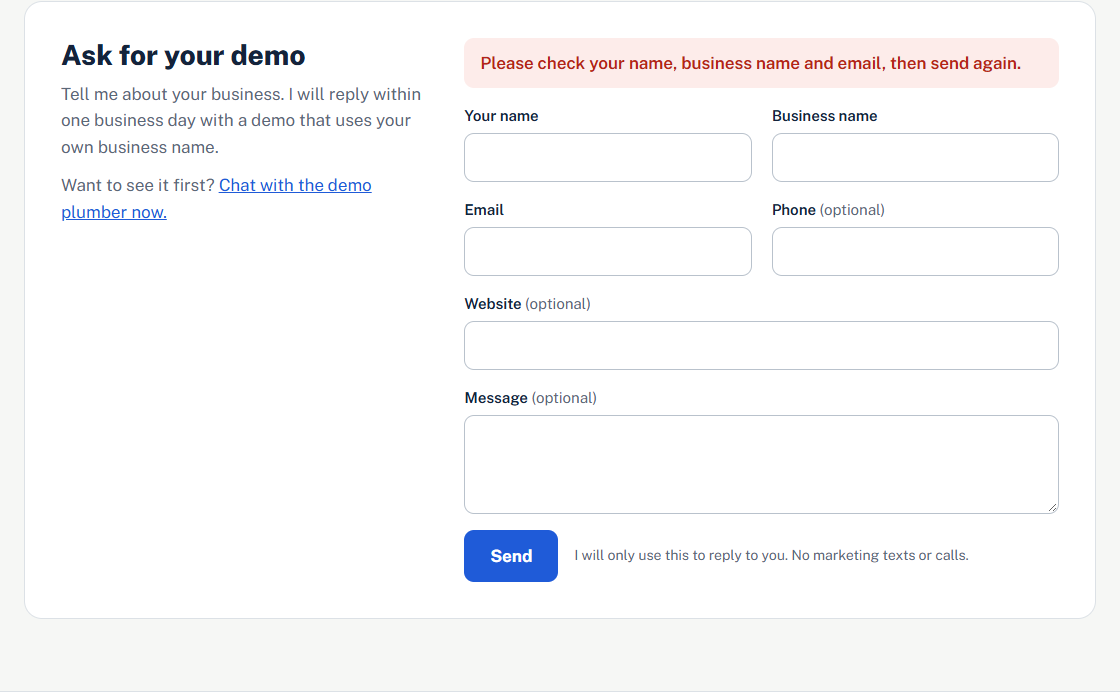 Ask for your demo
Tell me about your business. I will reply within
one business day with a demo that uses your
own business name.
Want to see it first? Chat with the demo
plumber now.
Please check your name, business name and email, then send again.
Your name
Business name
Email
Phone (optional)
Website (optional)
Message (optional)
Send
I will only use this to reply to you. No marketing texts or calls.